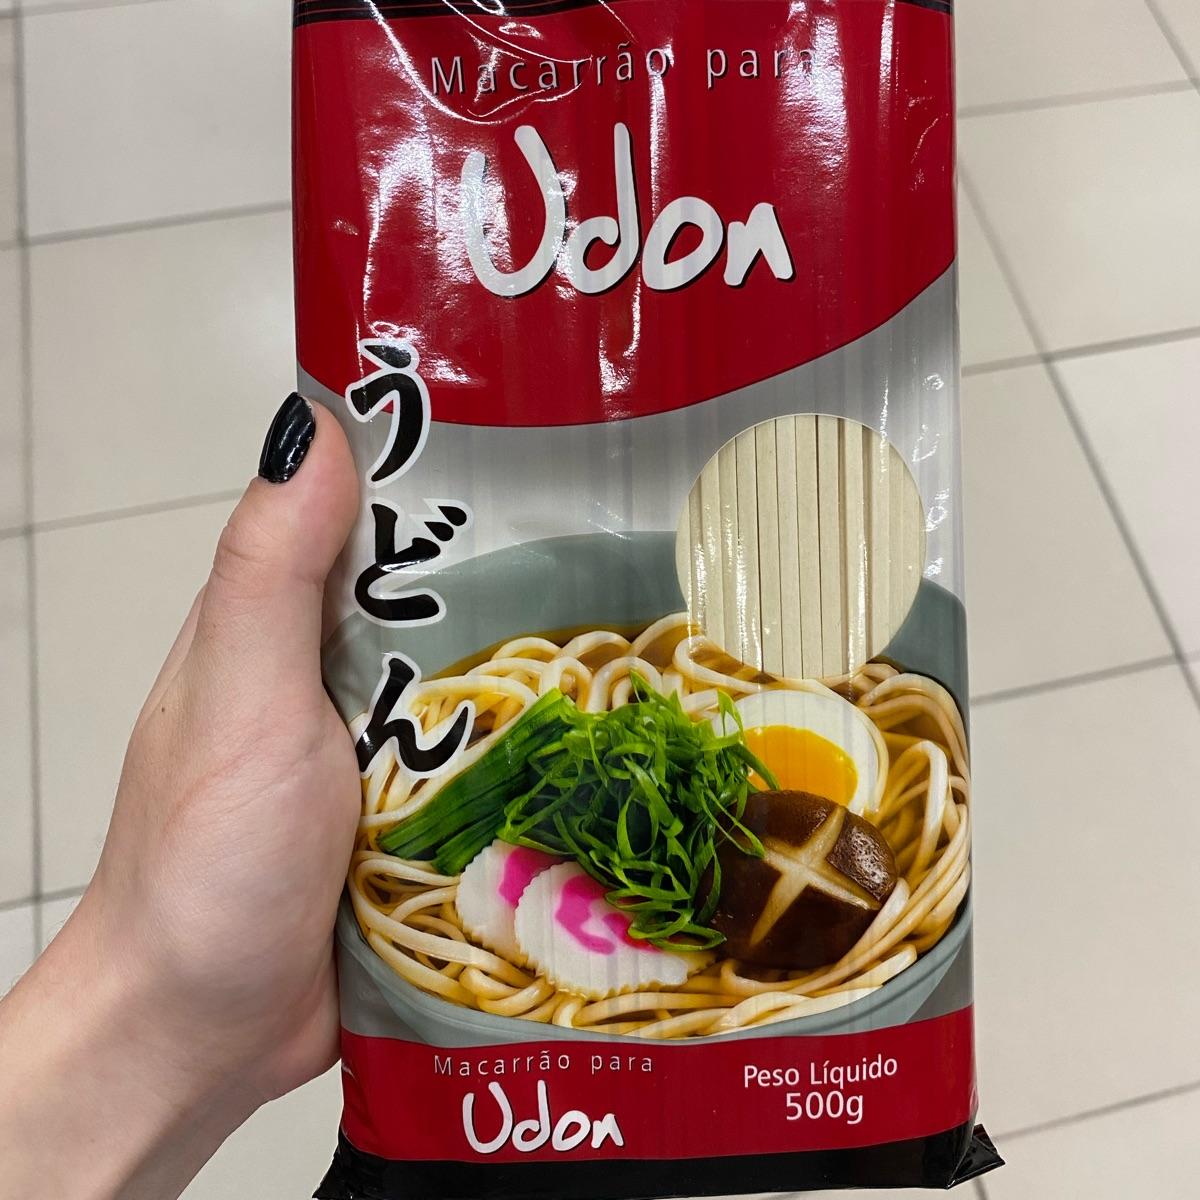 Macarrão para
Udon
うどん
Macarrão para
Udon
Peso Líquido
500g